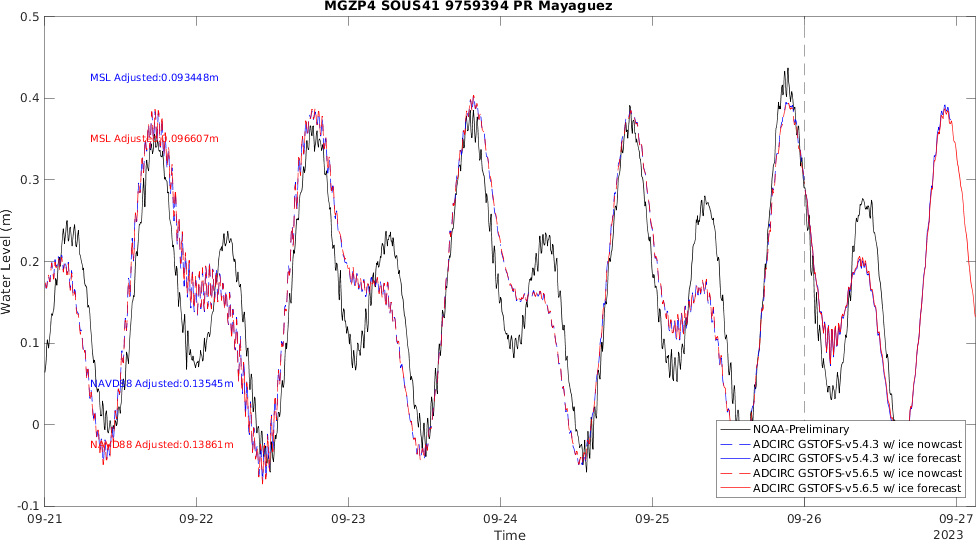 MGZP4 SOUS41 9759394 PR Mayaguez
0.5
0.4
0.3
0.2
0.1
0
-0.1
Water Level (m)
MSL Adjusted:0.093448m
MSL Adjusted:0.096607m
NAVD88 Adjusted:0.13545m
NAVD88 Adjusted:0.13861m
NOAA-Preliminary
ADCIRC GSTOFS-v5.4.3 w/ ice nowcast
ADCIRC GSTOFS-v5.4.3 w/ ice forecast
ADCIRC GSTOFS-v5.6.5 w/ ice nowcast
ADCIRC GSTOFS-v5.6.5 w/ ice forecast
09-21 09-22 09-23 09-24 09-25 09-26 09-27
Time
2023